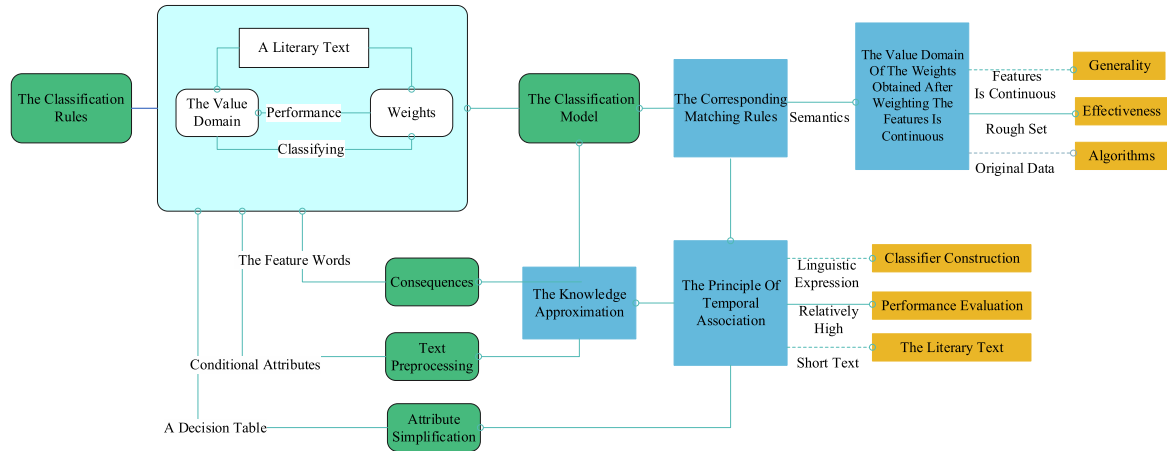 The Classification
Rules
A Literary Text
The Value
Domain
Performance
Weights
Classifying
The Classification
Model
The Corresponding
Matching Rules
Semantics
The Value Domain
Of The Weights
Obtained After
Weighting The
Features Is
Continuous
Features
Is Continuous
Rough Set
Original Data
Generality
Effectiveness
Algorithms
The Feature Words
Consequences
The Knowledge
Approximation
The Principle Of
Temporal
Association
Linguistic
Expression
Relatively
High
Short Text
Classifier Construction
Performance Evaluation
The Literary Text
Conditional Attributes
Text
Preprocessing
A Decision Table
Attribute
Simplification